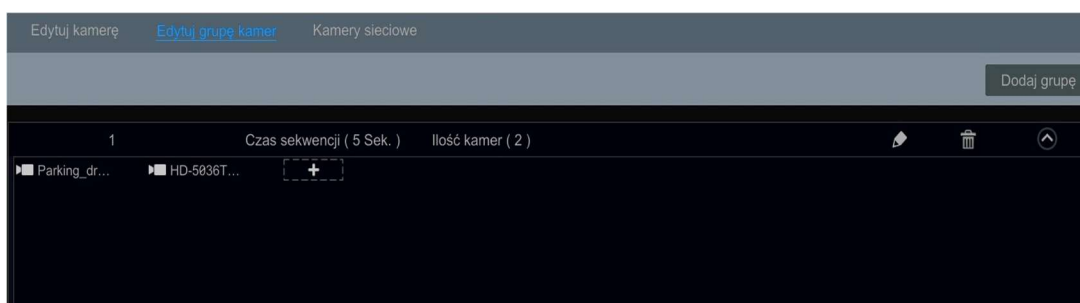 Edytuj kamerę Edytuj grupę kamer Kamery sieciowe
Dodaj grupę
1 Czas sekwencji ( 5 Sek. ) Ilość kamer ( 2 )
Parking_dr... HD-5036T...